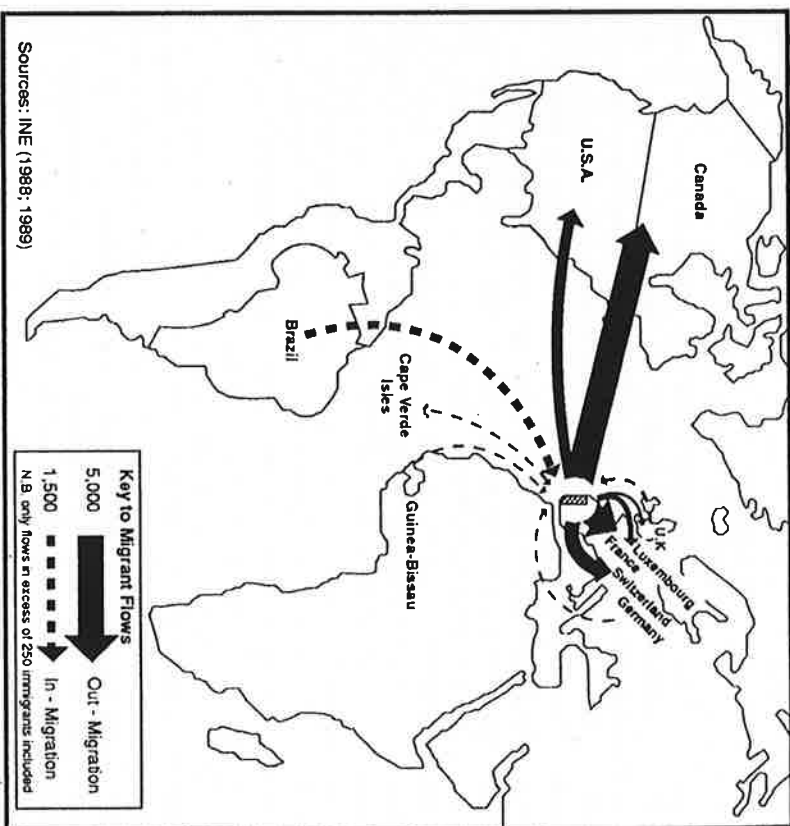 Canada
U.S.A.
Brazil
Cape Verde
Isles
Guinea-Bissau
U.K
Luxembourg
France
Switzerland
Germany
Key to Migrant Flows
5,000 Out - Migration
1,500 In - Migration
N.B. only flows in excess of 250 immigrants included
Sources: INE (1988; 1989)